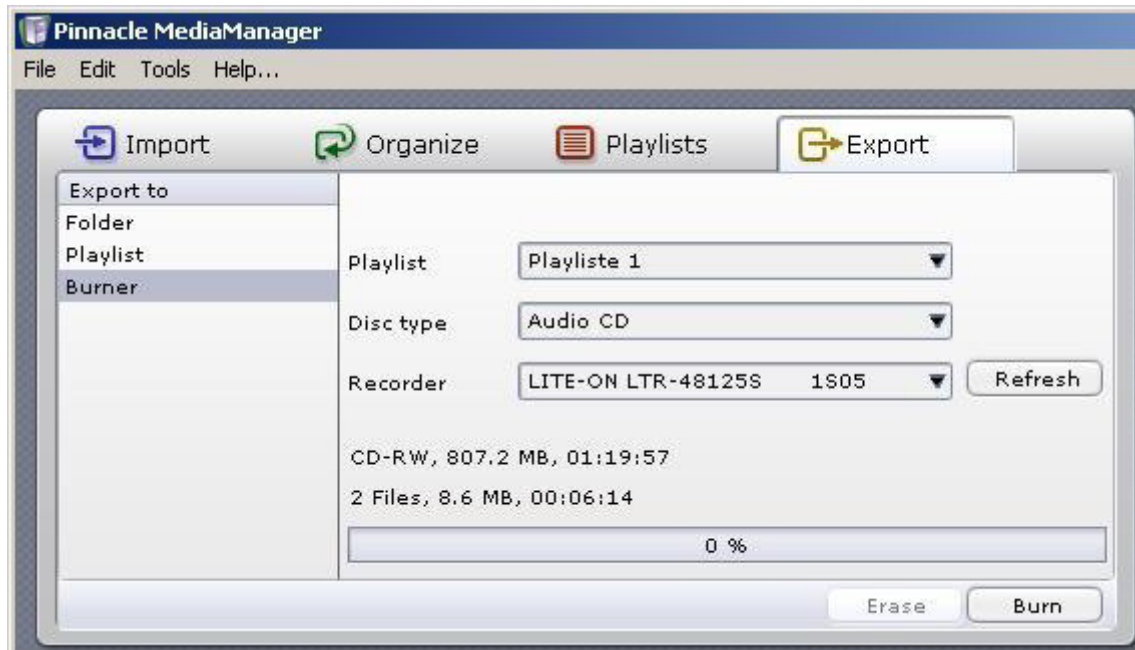 Pinnacle MediaManager
File Edit Tools Help...
Import Organize Playlists Export
Export to
Folder
Playlist
Burner
Playlist Playliste 1
Disc type Audio CD
Recorder LITE-ON LTR-48125S 1S05 Refresh
CD-RW, 807.2 MB, 01:19:57
2 Files, 8.6 MB, 00:06:14
0 %
Erase Burn